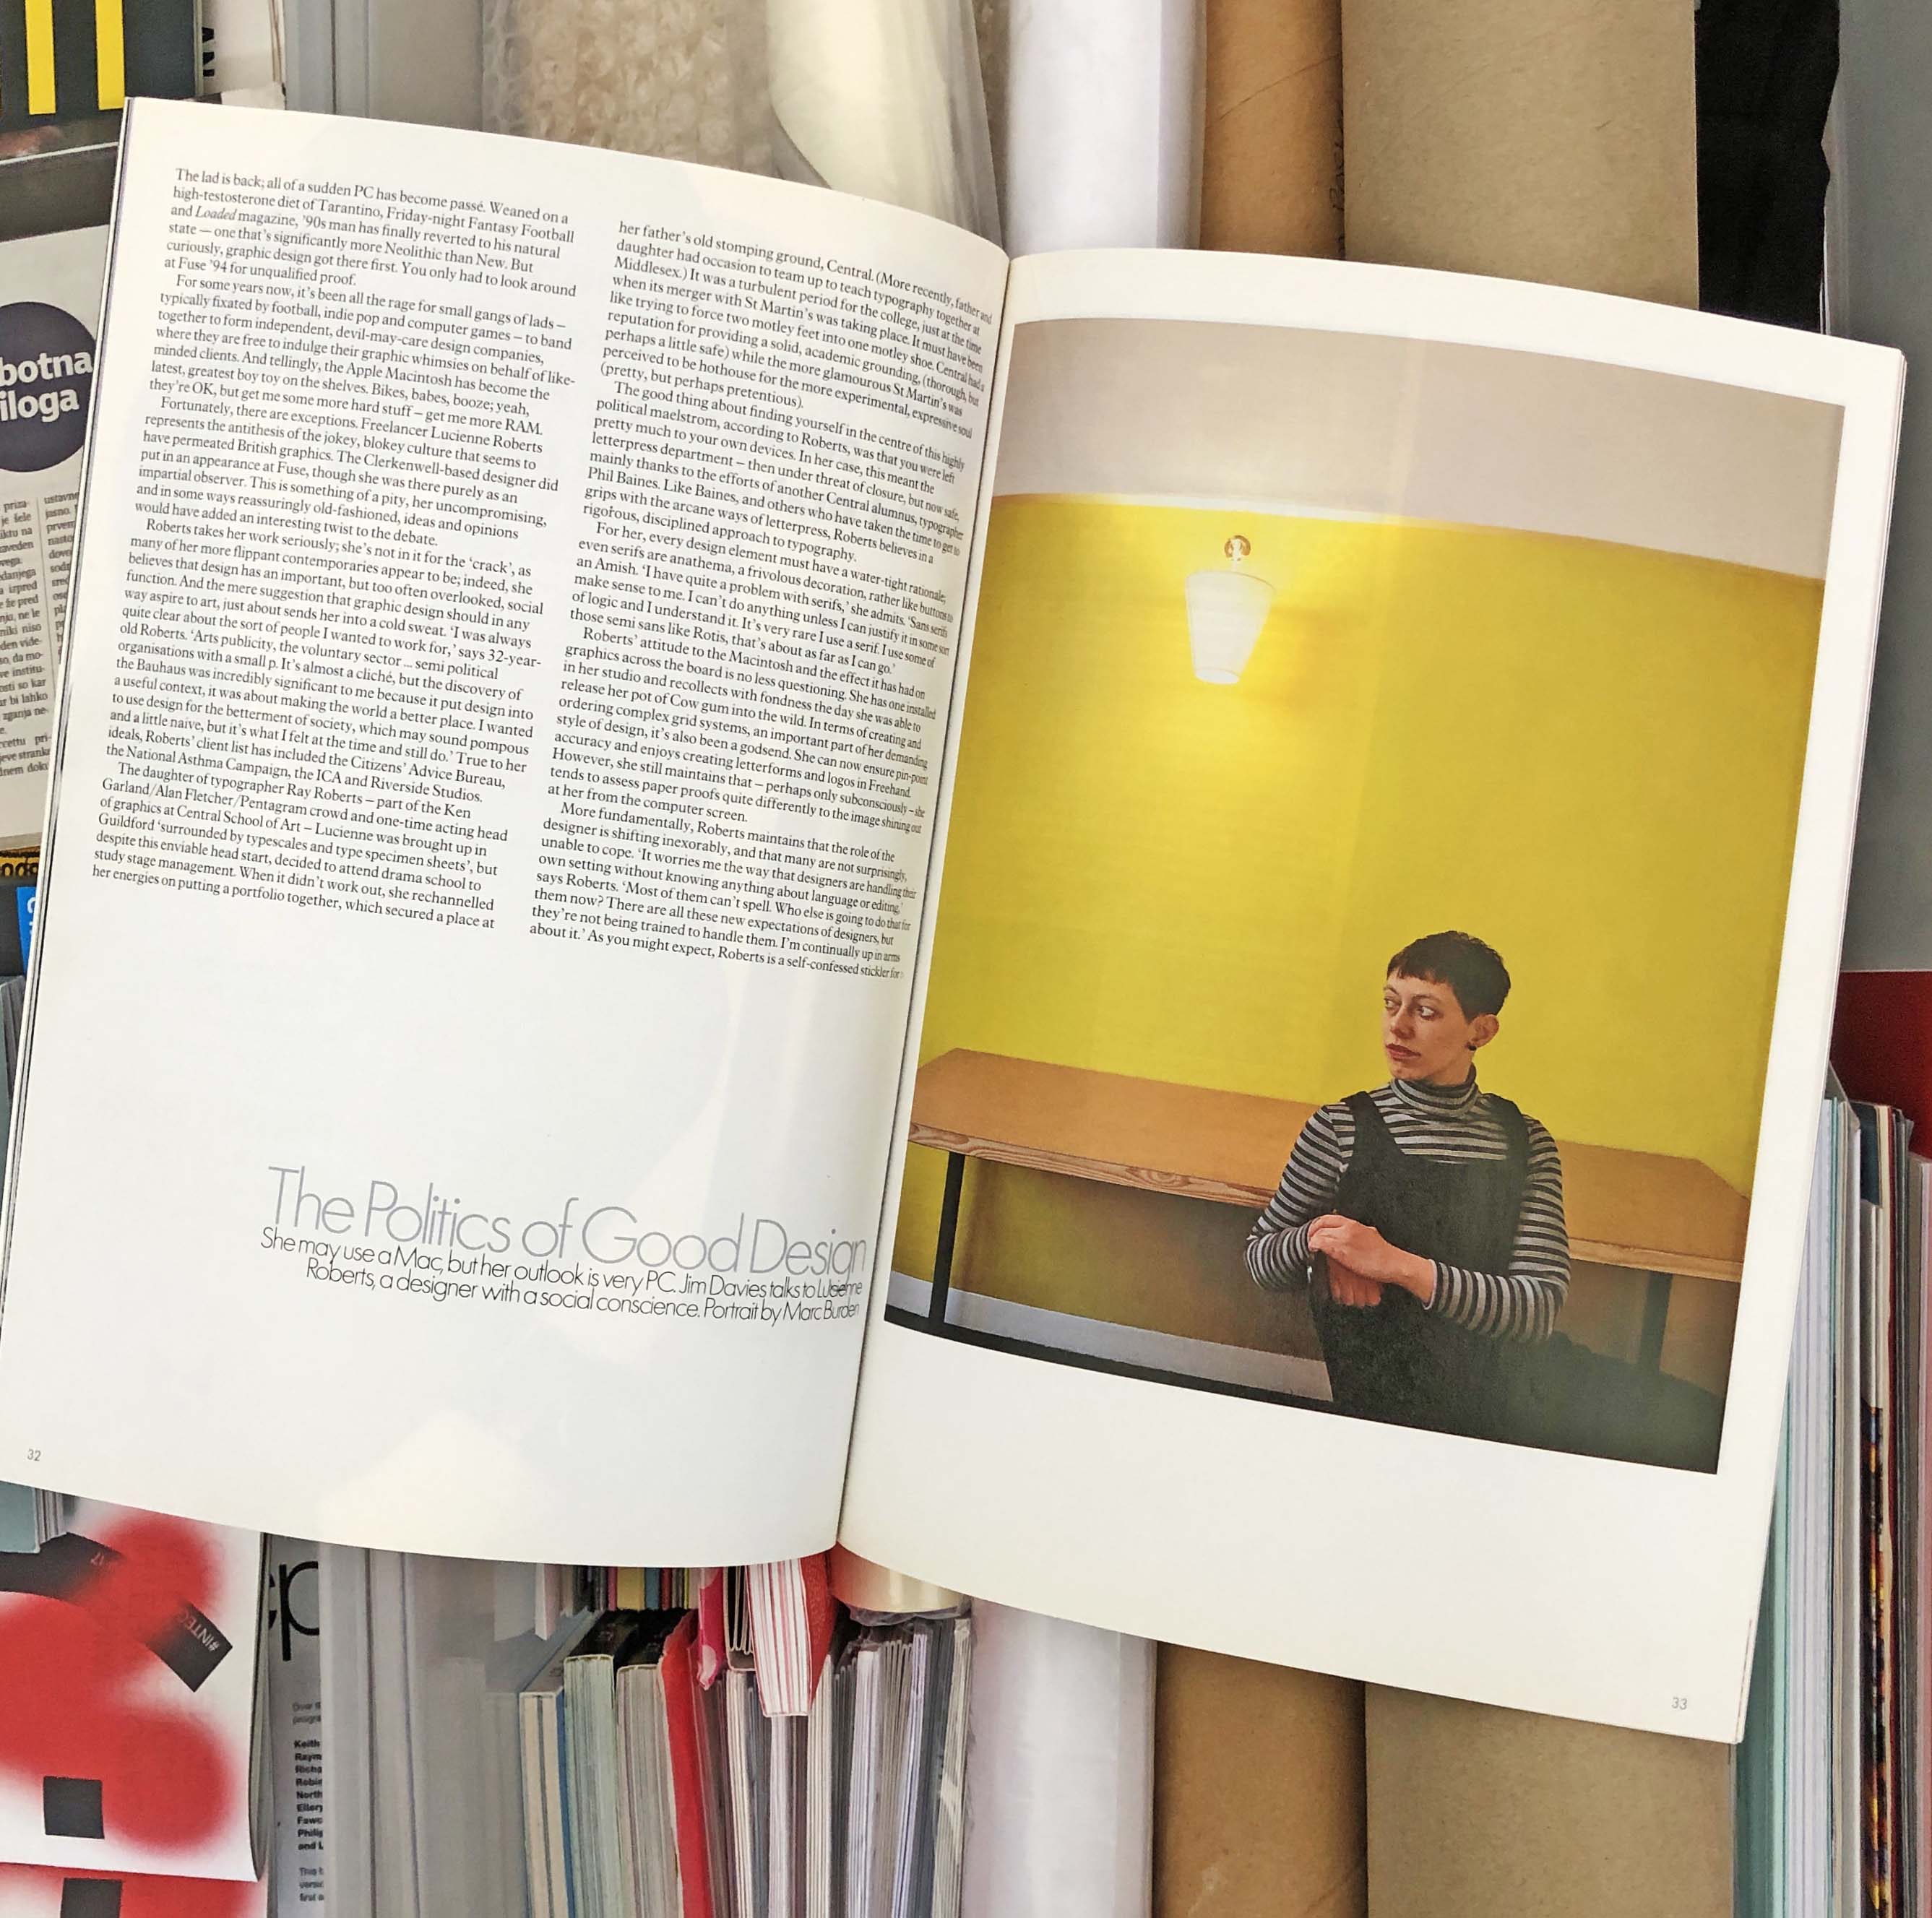 botna
iloga
The lad is back; all of a sudden PC has become passé. Weaned on a
high-testosterone diet of Tarantino, Friday-night Fantasy Football
and Loaded magazine, ’90s man has finally reverted to his natural
state – one that’s significantly more Neolithic than New. But
curiously, graphic design got there first. You only had to look around
at Fuse ’94 for unqualified proof.
For some years now, it’s been all the rage for small gangs of lads –
typically fixated by football, indie pop and computer games – to band
together to form independent, devil-may-care design companies,
where they are free to indulge their graphic whimsies on behalf of like-
minded clients. And tellingly, the Apple Macintosh has become the
latest, greatest boy toy on the shelves. Bikes, babes, booze; yeah,
they’re OK, but get me some more hard stuff – get me more RAM.
Fortunately, there are exceptions. Freelancer Lucienne Roberts
represents the antithesis of the jokey, blokey culture that seems to
have permeated British graphics. The Clerkenwell-based designer did
put in an appearance at Fuse, though she was there purely as an
impartial observer. This is something of a pity, her uncompromising,
and in some ways reassuringly old-fashioned, ideas and opinions
would have added an interesting twist to the debate.
Roberts takes her work seriously; she’s not in it for the ‘crack’, as
many of her more flippant contemporaries appear to be; indeed, she
believes that design has an important, but too often overlooked, social
function. And the mere suggestion that graphic design should in any
way aspire to art, just about sends her into a cold sweat. ‘I was always
quite clear about the sort of people I wanted to work for,’ says 32-year-
old Roberts. ‘Arts publicity, the voluntary sector ... semi political
organisations with a small p. It’s almost a cliché, but the discovery of
the Bauhaus was incredibly significant to me because it put design into
a useful context, it was about making the world a better place. I wanted
to use design for the betterment of society, which may sound pompous
and a little naive, but it’s what I felt at the time and still do.’ True to her
ideals, Roberts’ client list has included the Citizens’ Advice Bureau,
the National Asthma Campaign, the ICA and Riverside Studios.
The daughter of typographer Ray Roberts – part of the Ken
Garland/Alan Fletcher/Pentagram crowd and one-time acting head
of graphics at Central School of Art – Lucienne was brought up in
Guildford ‘surrounded by typescales and type specimen sheets’, but
despite this enviable head start, decided to attend drama school to
study stage management. When it didn’t work out, she rechannelled
her energies on putting a portfolio together, which secured a place at
her father’s old stomping ground, Central. (More recently, father and
daughter had occasion to team up to teach typography together at
Middlesex.) It was a turbulent period for the college, just at the time
when its merger with St Martin’s was taking place. It must have been
like trying to force two motley feet into one motley shoe. Central had a
reputation for providing a solid, academic grounding, (thorough, but
perhaps a little safe) while the more glamourous St Martin’s was
perceived to be hothouse for the more experimental, expressive soul
(pretty, but perhaps pretentious).
The good thing about finding yourself in the centre of this highly
political maelstrom, according to Roberts, was that you were left
pretty much to your own devices. In her case, this meant the
letterpress department – then under threat of closure, but now safe,
mainly thanks to the efforts of another Central alumnus, typographer
Phil Baines. Like Baines, and others who have taken the time to get to
grips with the arcane ways of letterpress, Roberts believes in a
rigorous, disciplined approach to typography.
For her, every design element must have a water-tight rationale;
even serifs are anathema, a frivolous decoration, rather like buttons to
an Amish. ‘I have quite a problem with serifs,’ she admits. ‘Sans serifs
make sense to me. I can’t do anything unless I can justify it in some sort
of logic and I understand it. It’s very rare I use a serif. I use some of
those semi sans like Rotis, that’s about as far as I can go.’
Roberts’ attitude to the Macintosh and the effect it has had on
graphics across the board is no less questioning. She has one installed
in her studio and recollects with fondness the day she was able to
release her pot of Cow gum into the wild. In terms of creating and
ordering complex grid systems, an important part of her demanding
style of design, it’s also been a godsend. She can now ensure pin-point
accuracy and enjoys creating letterforms and logos in Freehand.
However, she still maintains that – perhaps only subconsciously – she
tends to assess paper proofs quite differently to the image shining out
at her from the computer screen.
More fundamentally, Roberts maintains that the role of the
designer is shifting inexorably, and that many are not surprisingly,
unable to cope. ‘It worries me the way that designers are handling their
own setting without knowing anything about language or editing,’
says Roberts. ‘Most of them can’t spell. Who else is going to do that for
them now? There are all these new expectations of designers, but
they’re not being trained to handle them. I’m continually up in arms
about it.’ As you might expect, Roberts is a self-confessed stickler for
The Politics of Good Design
She may use a Mac, but her outlook is very PC. Jim Davies talks to Lucienne
Roberts, a designer with a social conscience. Portrait by Marc Burden
32
33
#INTEC
Keith